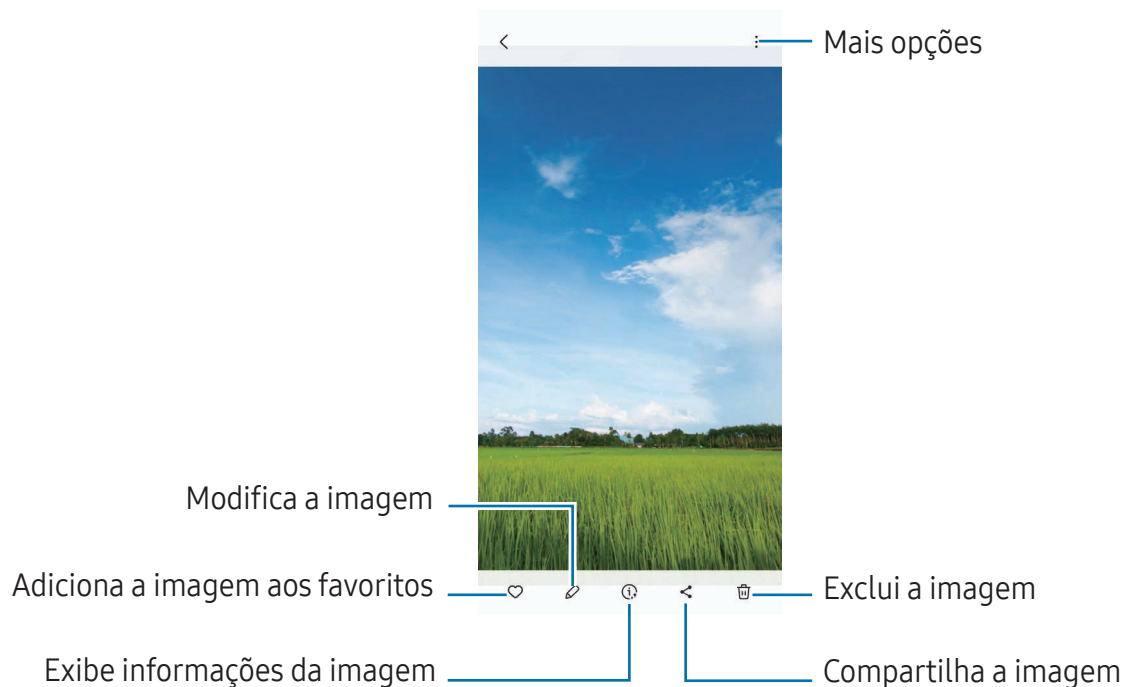 Mais opções
Modifica a imagem
Adiciona a imagem aos favoritos
Exclui a imagem
Exibe informações da imagem
Compartilha a imagem